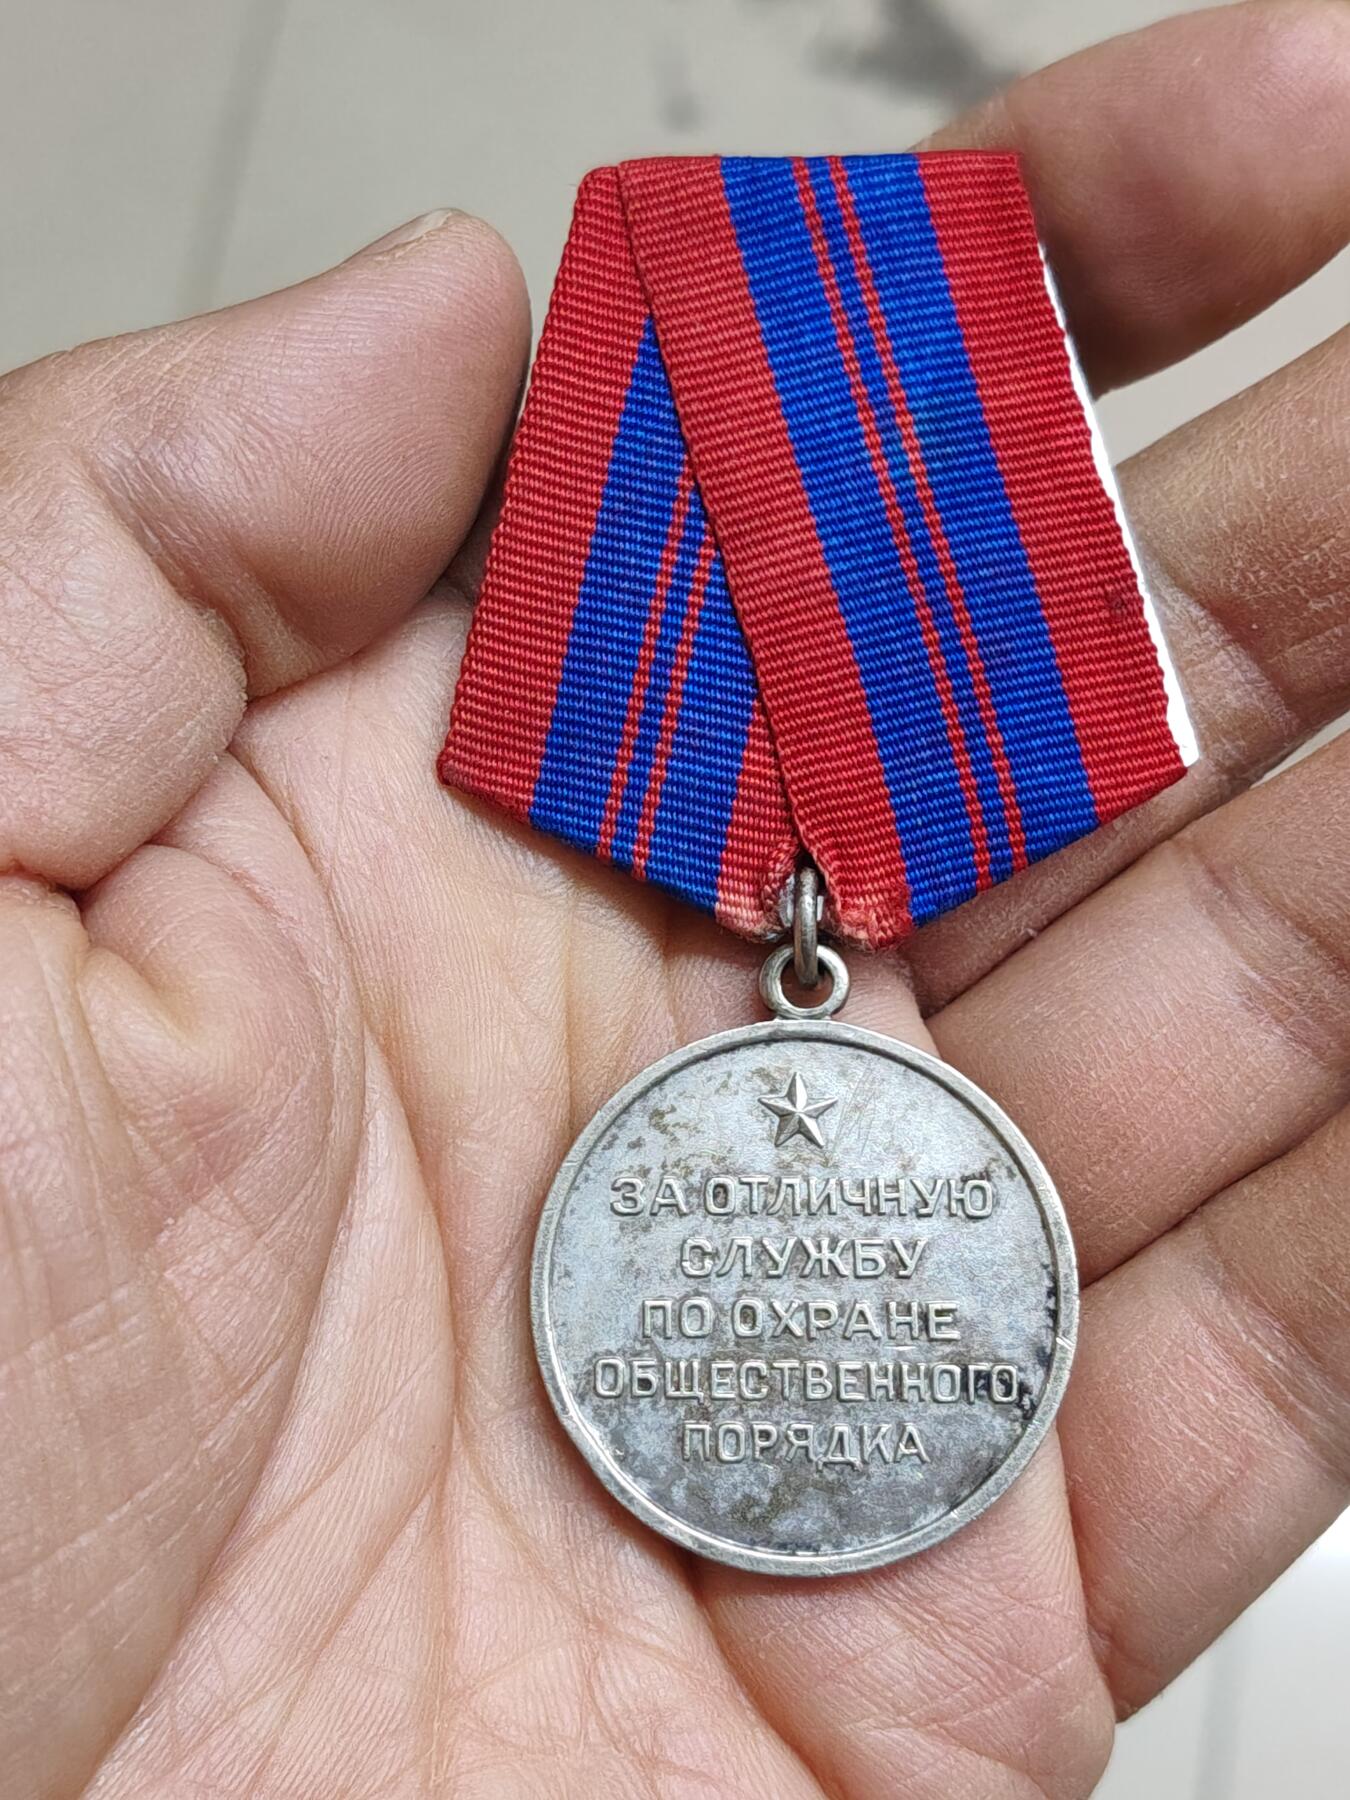 ЗА ОТЛИЧНУЮ
СЛУЖБУ
ПО ОХРАНЕ
ОБЩЕСТВЕННОГО
ПОРЯДКА